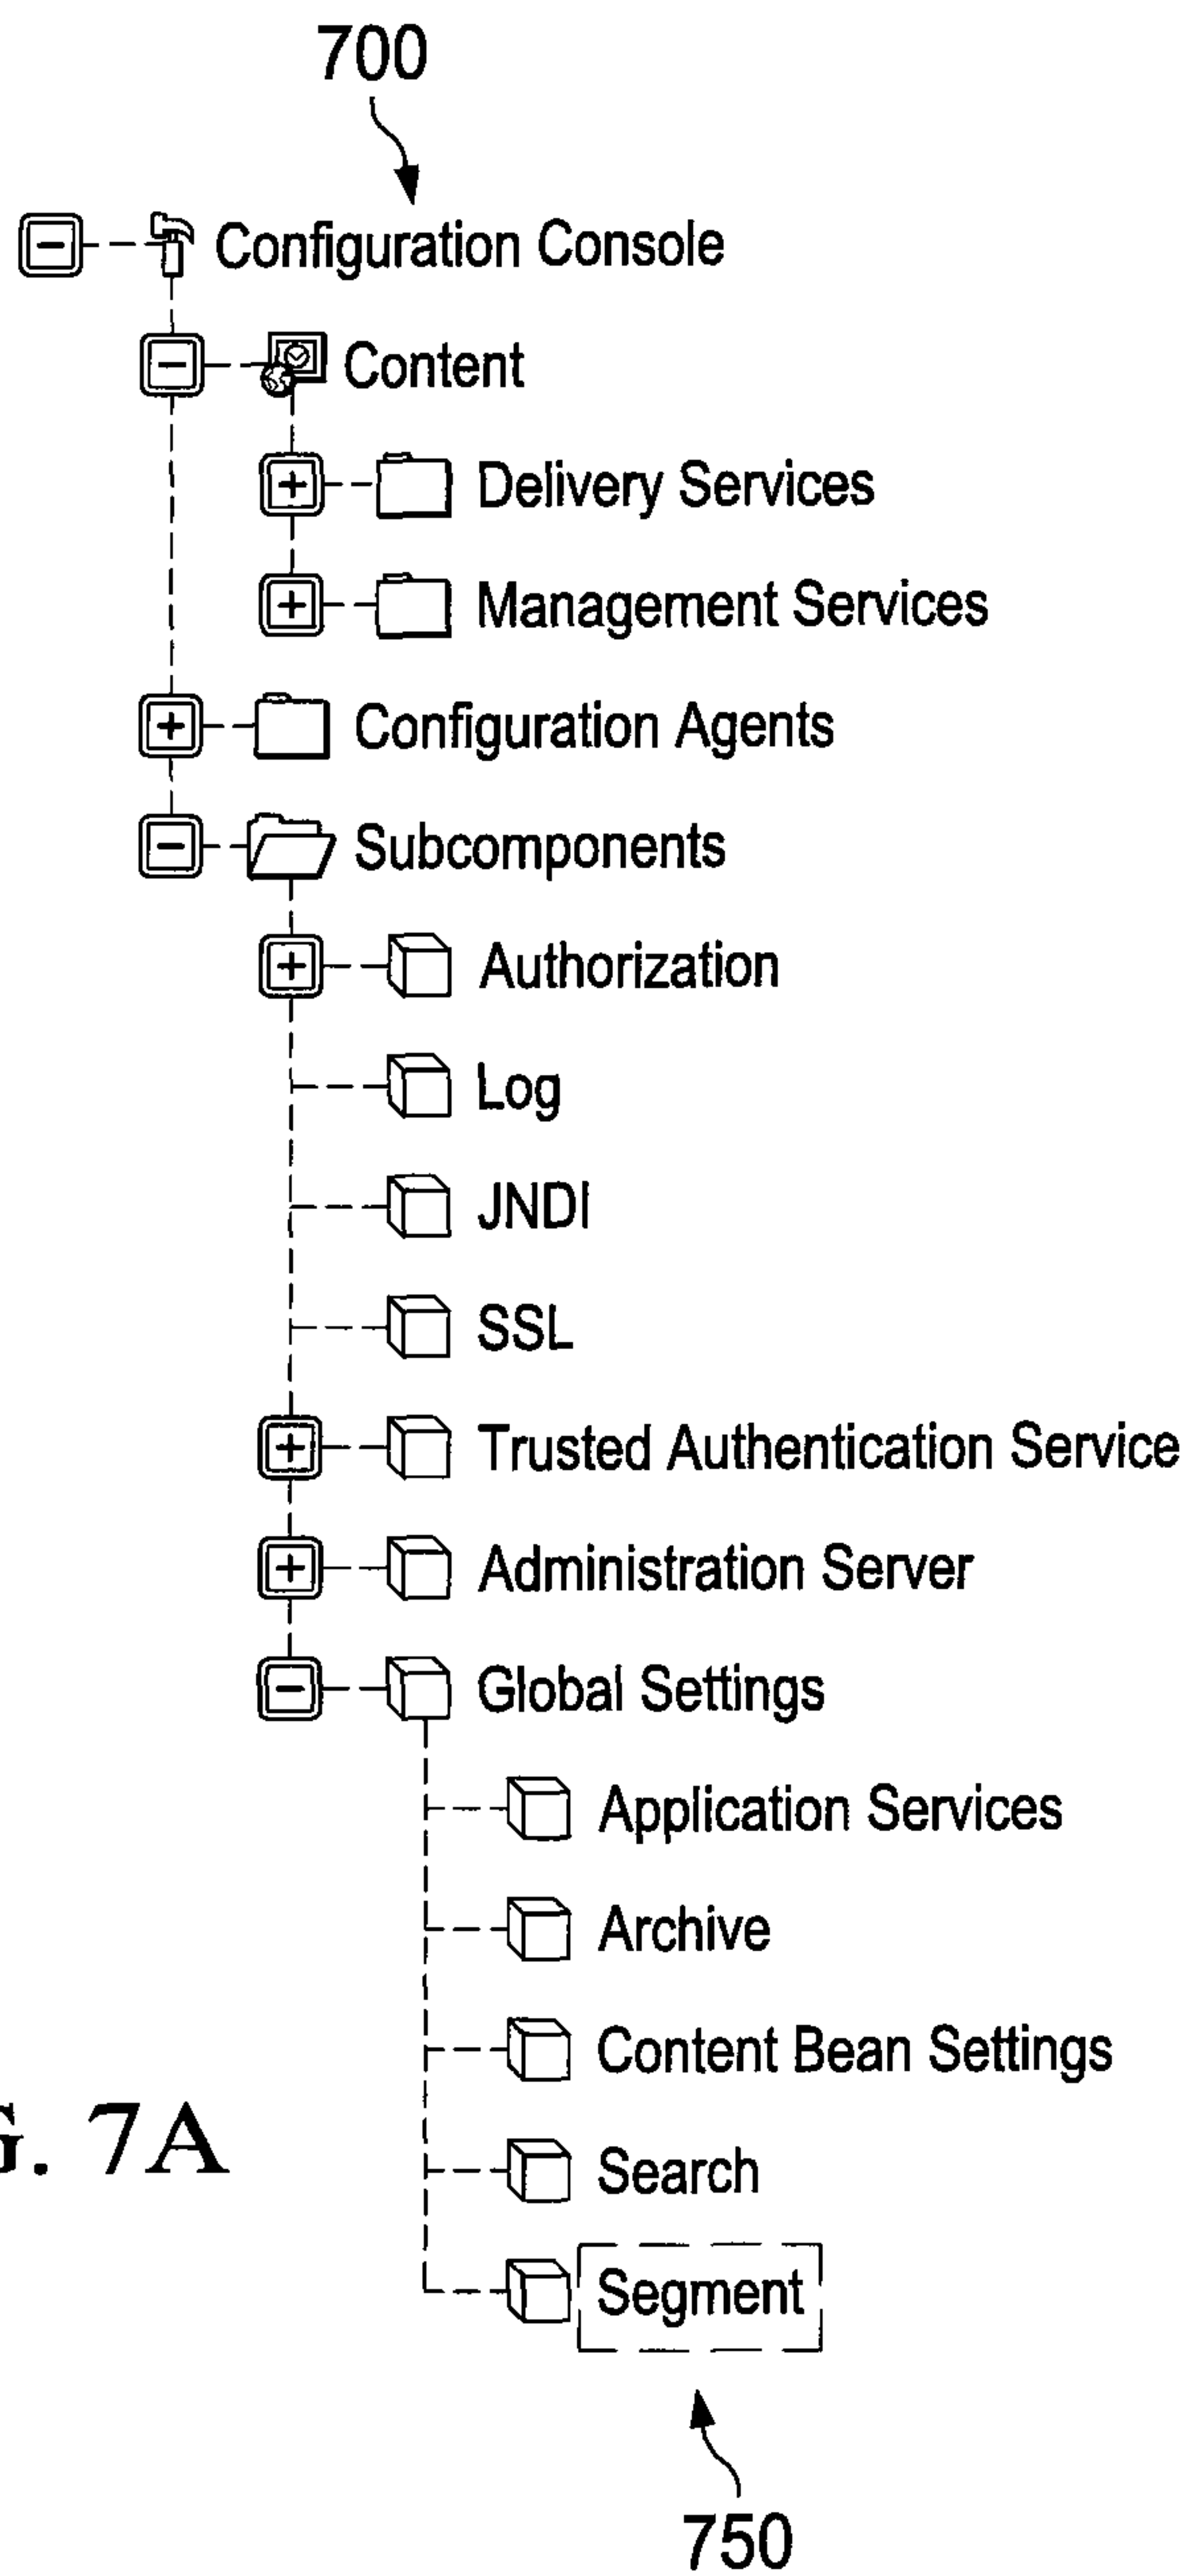 700
Configuration Console
Content
Delivery Services
Management Services
Configuration Agents
Subcomponents
Authorization
Log
JNDI
SSL
Trusted Authentication Service
Administration Server
Global Settings
Application Services
Archive
Content Bean Settings
Search
G. 7A
Segment
750